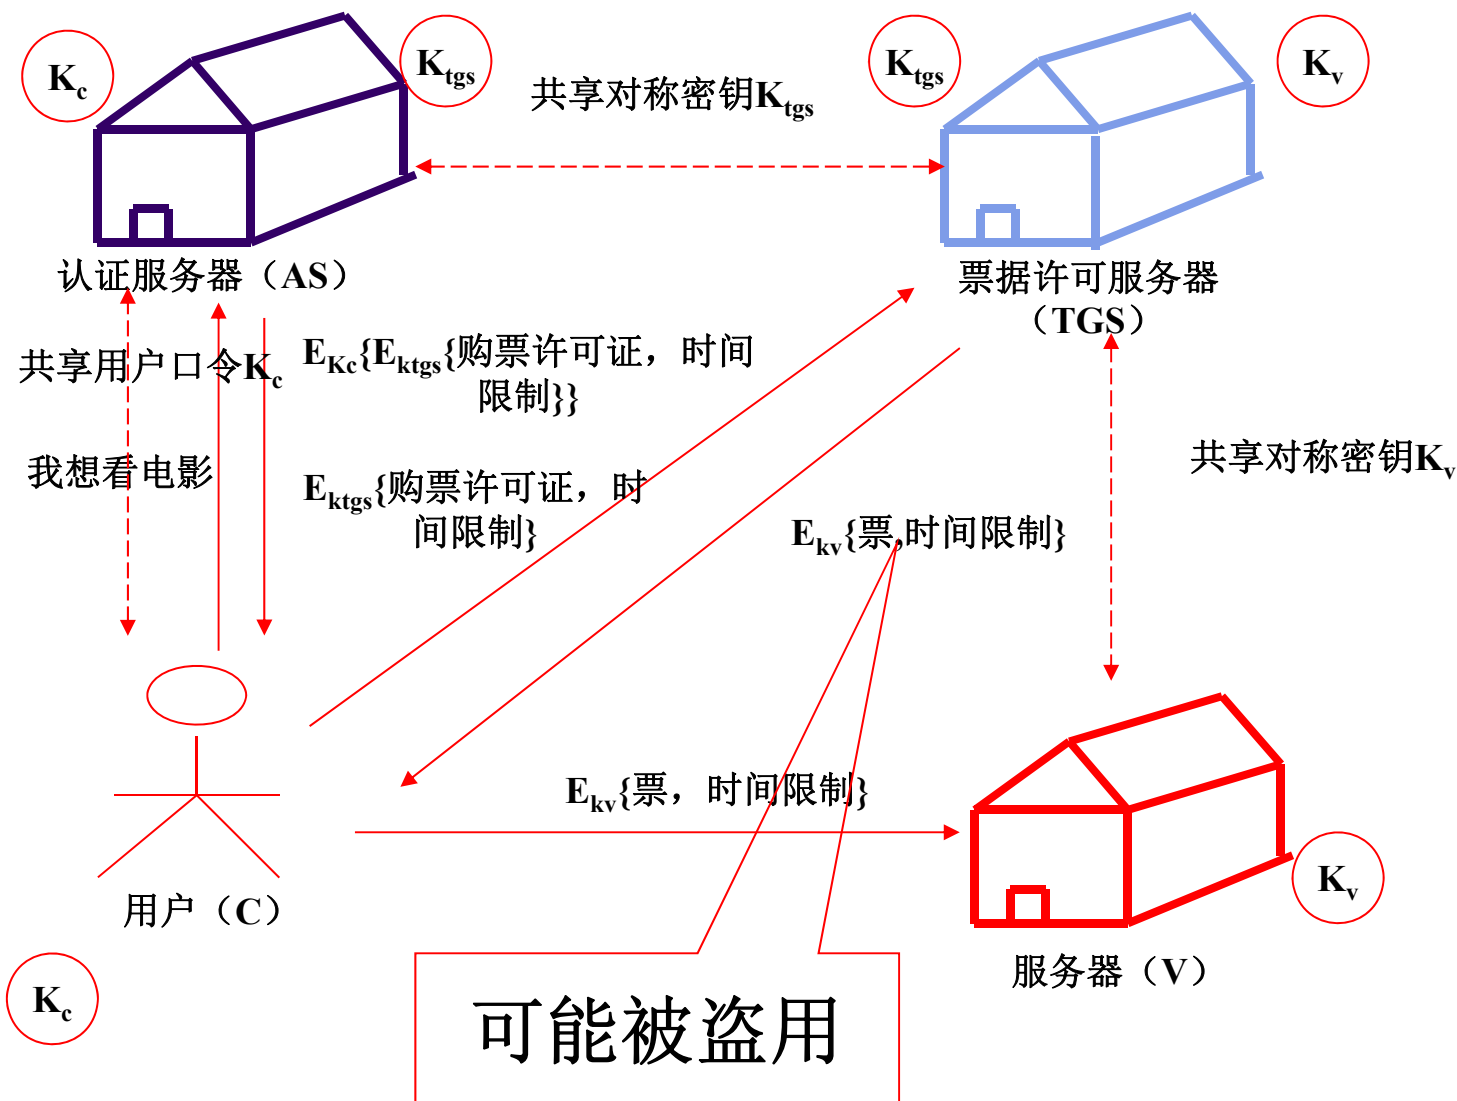 Kc
Ktgs
共享对称密钥Ktgs
Ktgs
Kv
认证服务器（AS）
票据许可服务器
（TGS）
共享用户口令Kc
EKc{Ektgs{购票许可证，时间
限制}}
我想看电影
Ektgs{购票许可证，时
间限制}
Ekv{票,时间限制}
共享对称密钥Kv
Ekv{票，时间限制}
用户（C）
Kv
服务器（V）
Kc
可能被盗用